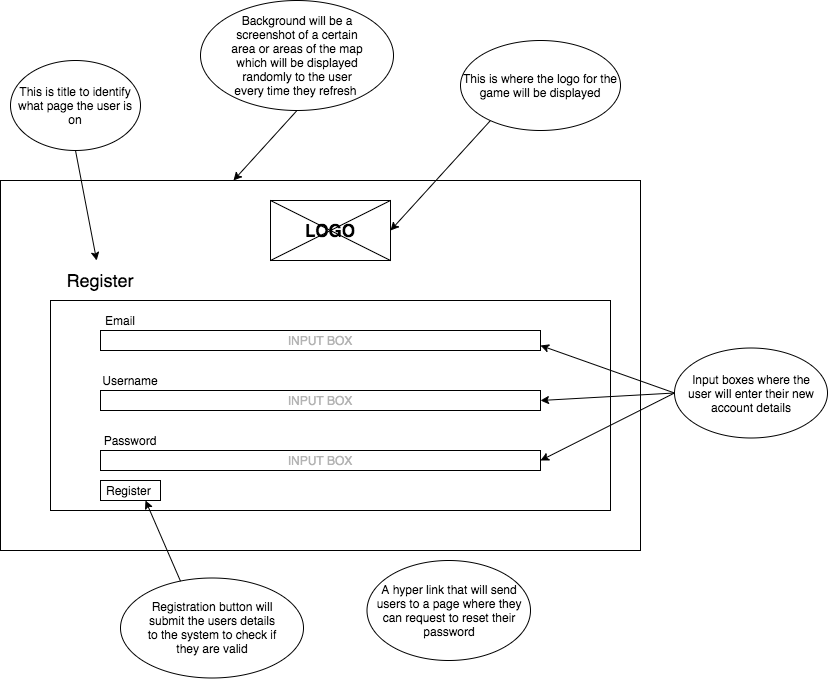 Background will be a
screenshot of a certain
area or areas of the map
which will be displayed
randomly to the user
every time they refresh
This is title to identify
what page the user is
on
This is where the logo for the
game will be displayed
LOGO
Register
Email
INPUT BOX
Username
INPUT BOX
Password
INPUT BOX
Register
Input boxes where the
user will enter their new
account details
Registration button will
submit the users details
to the system to check if
they are valid
A hyper link that will send
users to a page where they
can request to reset their
password